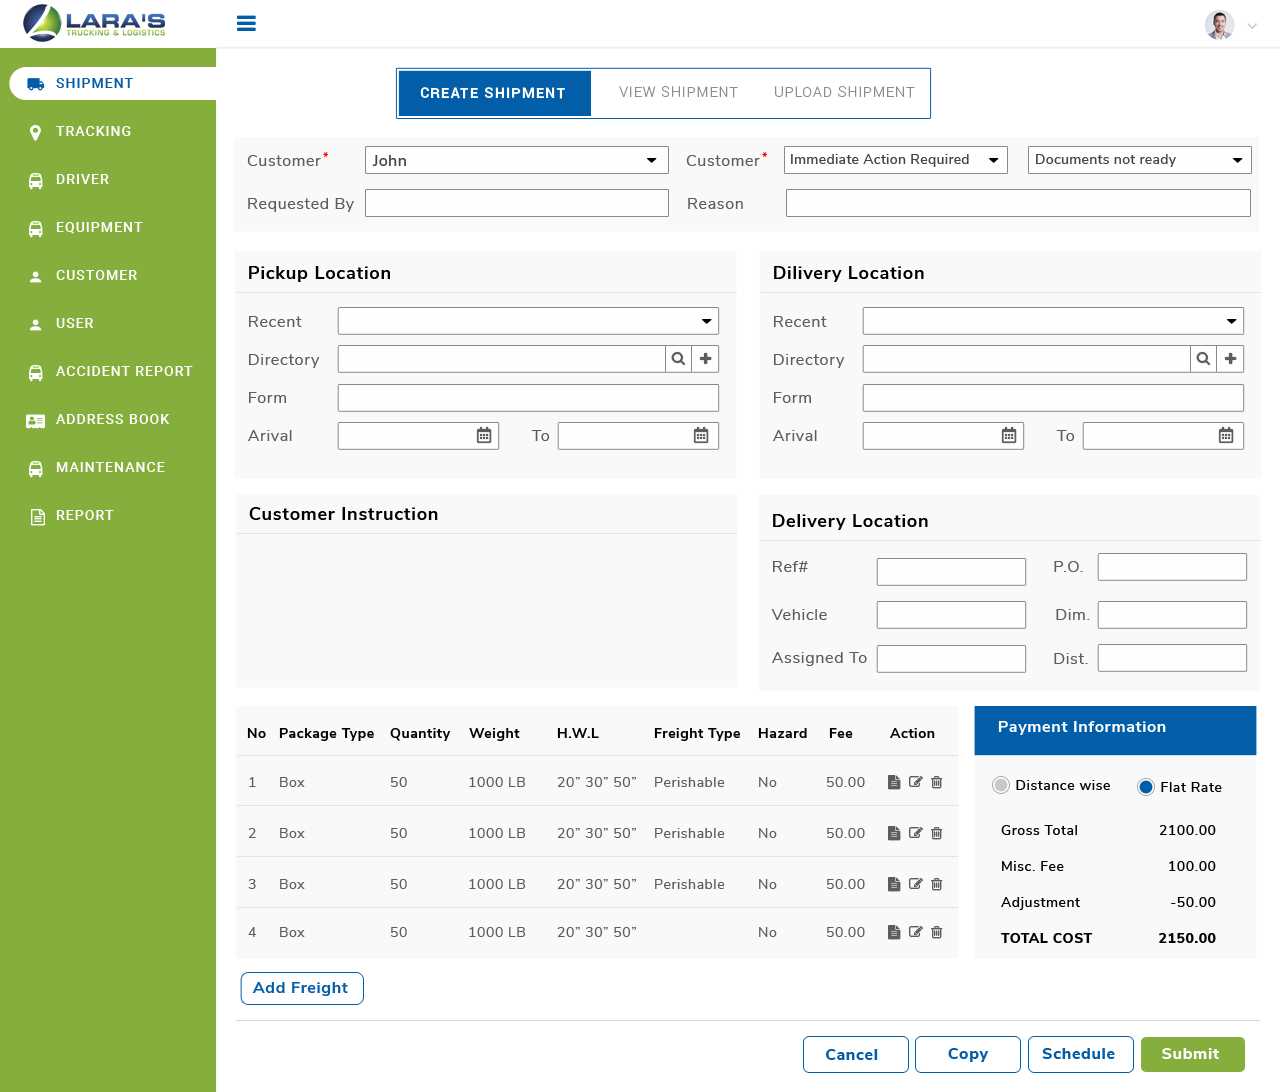 LARA'S
TRUCKING & LOGISTICS
SHIPMENT
TRACKING
DRIVER
EQUIPMENT
CUSTOMER
USER
ACCIDENT REPORT
ADDRESS BOOK
MAINTENANCE
REPORT
CREATE SHIPMENT VIEW SHIPMENT UPLOAD SHIPMENT
Customer* John Customer* Immediate Action Required Documents not ready
Requested By Reason
Pickup Location
Recent
Directory
Form
Arival To
Dilivery Location
Recent
Directory
Form
Arival To
Customer Instruction
Delivery Location
Ref# P.O.
Vehicle Dim.
Assigned To Dist.
No Package Type Quantity Weight H.W.L Freight Type Hazard Fee Action
1 Box 50 1000 LB 20” 30” 50” Perishable No 50.00
2 Box 50 1000 LB 20” 30” 50” Perishable No 50.00
3 Box 50 1000 LB 20” 30” 50” Perishable No 50.00
4 Box 50 1000 LB 20” 30” 50” No 50.00
Payment Information
Distance wise Flat Rate
Gross Total 2100.00
Misc. Fee 100.00
Adjustment -50.00
TOTAL COST 2150.00
Add Freight
Cancel Copy Schedule Submit